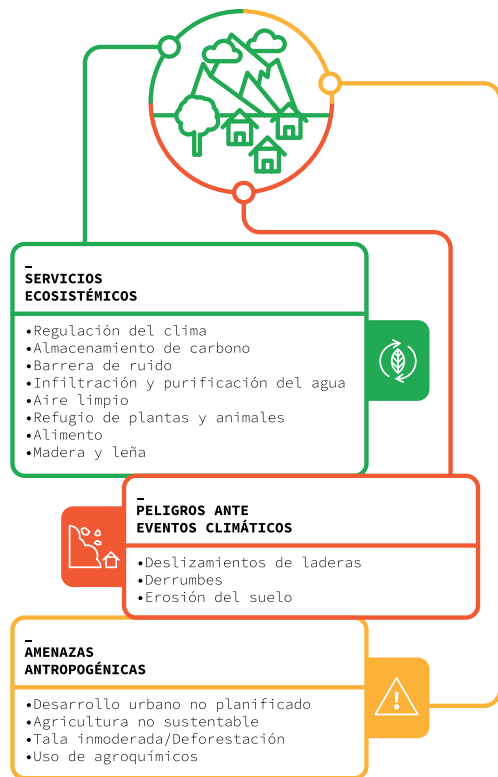 SERVICIOS
ECOSISTÉMICOS
•Regulación del clima
•Almacenamiento de carbono
•Barrera de ruido
•Infiltración y purificación del agua
•Aire limpio
•Refugio de plantas y animales
•Alimento
•Madera y leña
PELIGROS ANTE
EVENTOS CLIMÁTICOS
•Deslizamientos de laderas
•Derrumbes
•Erosión del suelo
AMENAZAS
ANTROPOGÉNICAS
•Desarrollo urbano no planificado
•Agricultura no sustentable
•Tala inmoderada/Deforestación
•Uso de agroquímicos